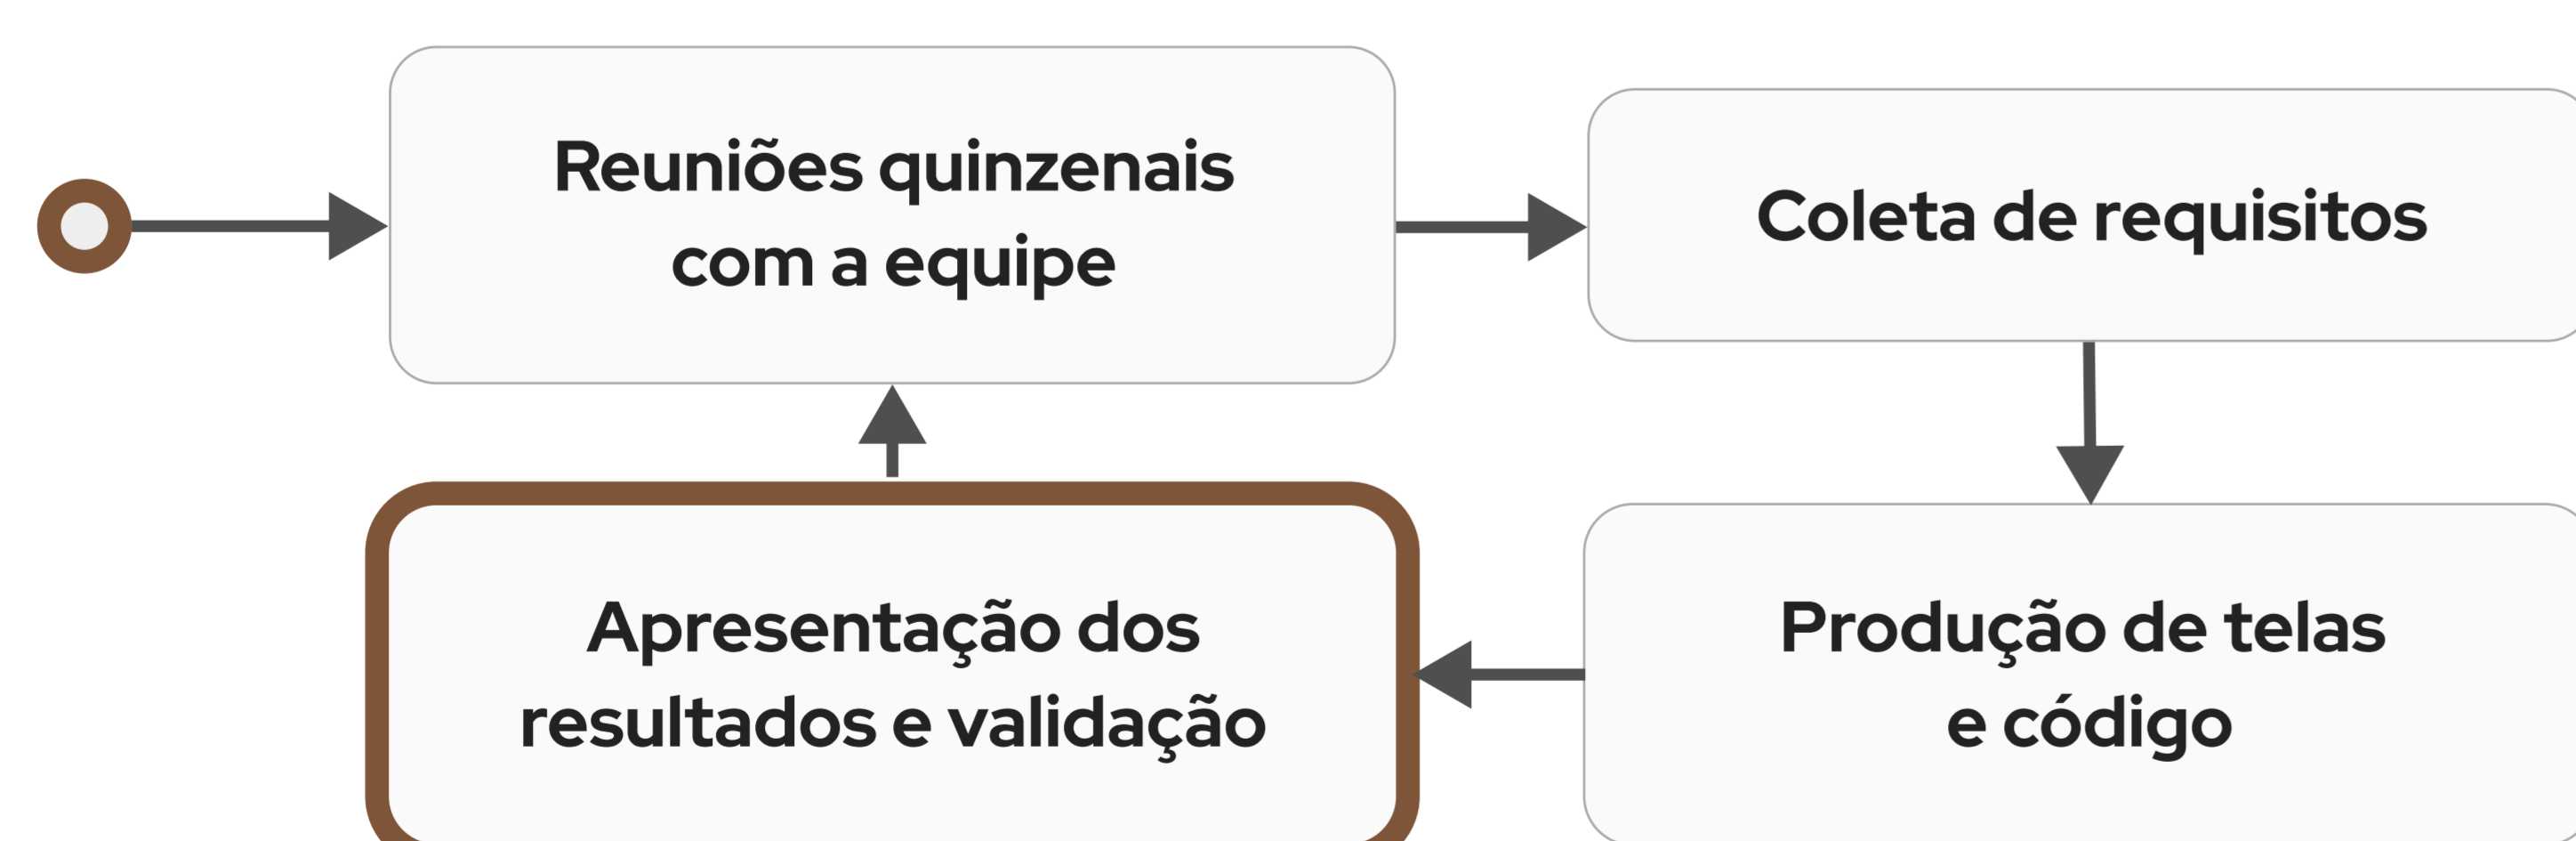 Reuniões quinzenais
com a equipe
Coleta de requisitos
Apresentação dos
resultados e validação
Produção de telas
e código